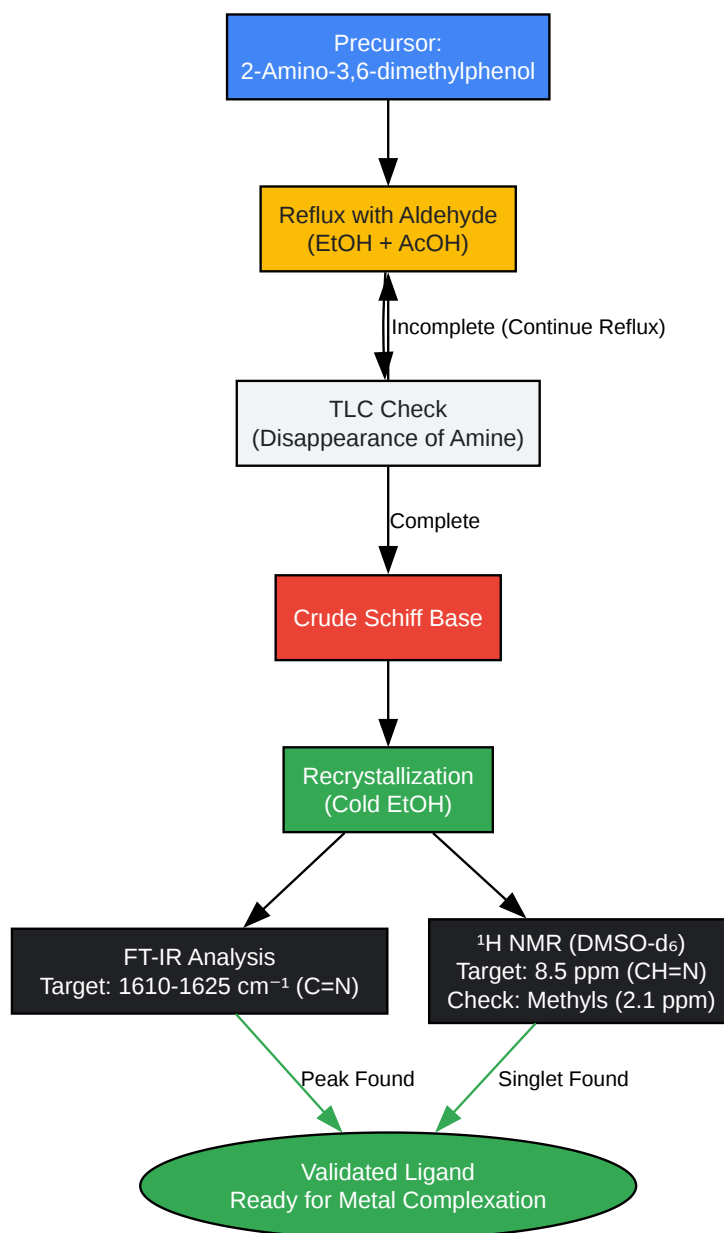 Precursor:
2-Amino-3,6-dimethylphenol
Reflux with Aldehyde
(EtOH + AcOH)
Incomplete (Continue Reflux)
TLC Check
(Disappearance of Amine)
Complete
Crude Schiff Base
Recrystallization
(Cold EtOH)
FT-IR Analysis
Target: 1610-1625 cm⁻¹ (C=N)
¹H NMR (DMSO-d₆)
Target: 8.5 ppm (CH=N)
Check: Methyls (2.1 ppm)
Peak Found
Singlet Found
Validated Ligand
Ready for Metal Complexation